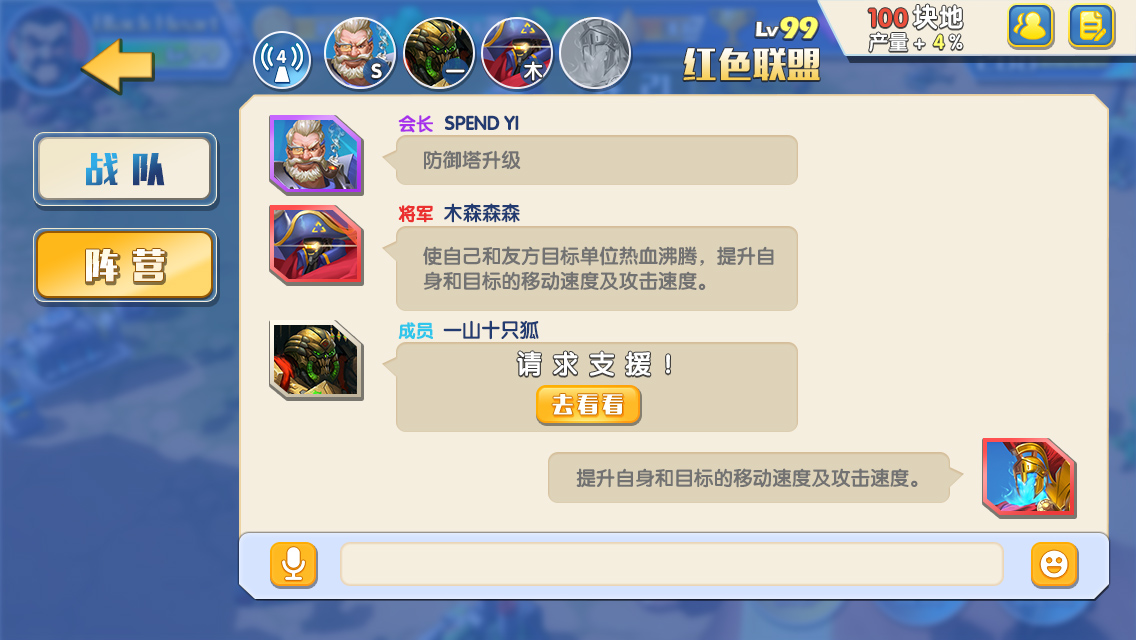 4
S
一
木
Lv99
红色联盟
100块地
产量+4%
战队
阵营
会长 SPEND YI
防御塔升级
将军 木森森森
使自己和友方目标单位热血沸腾，提升自
身和目标的移动速度及攻击速度。
成员 一山十只狐
请求支援！
去看看
提升自身和目标的移动速度及攻击速度。